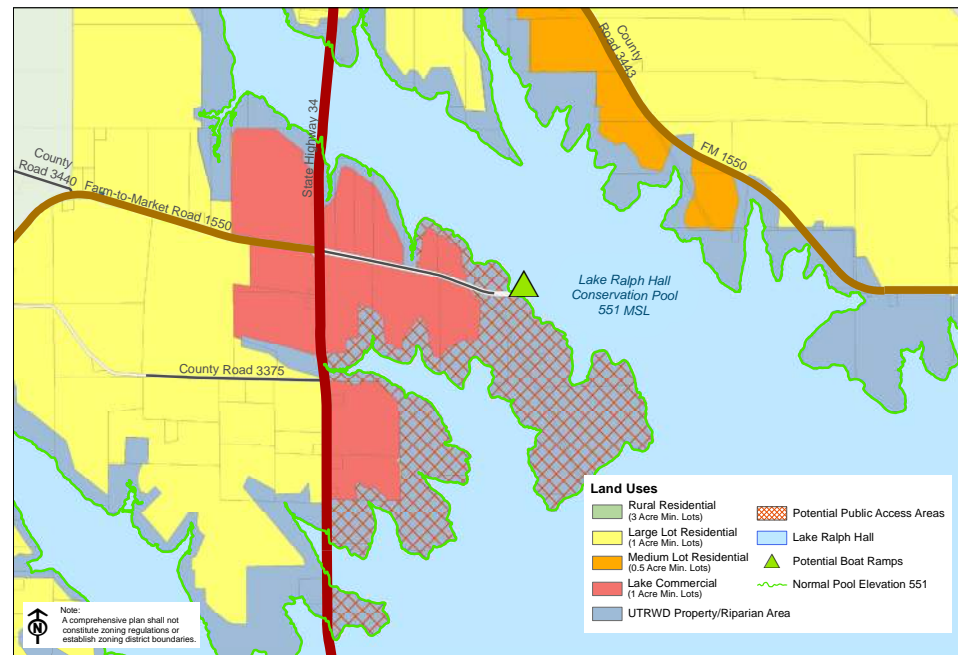 County
Road 3443
State Highway 34
FM 1550
County
Road 3440
Farm-to-Market Road 1550
Lake Ralph Hall
Conservation Pool
551 MSL
County Road 3375
Land Uses
Rural Residential
(3 Acre Min. Lots)
Large Lot Residential
(1 Acre Min. Lots)
Medium Lot Residential
(0.5 Acre Min. Lots)
Lake Commercial
(1 Acre Min. Lots)
UTRWD Property/Riparian Area
Potential Public Access Areas
Lake Ralph Hall
Potential Boat Ramps
Normal Pool Elevation 551
N
Note:
A comprehensive plan shall not
constitute zoning regulations or
establish zoning district boundaries.